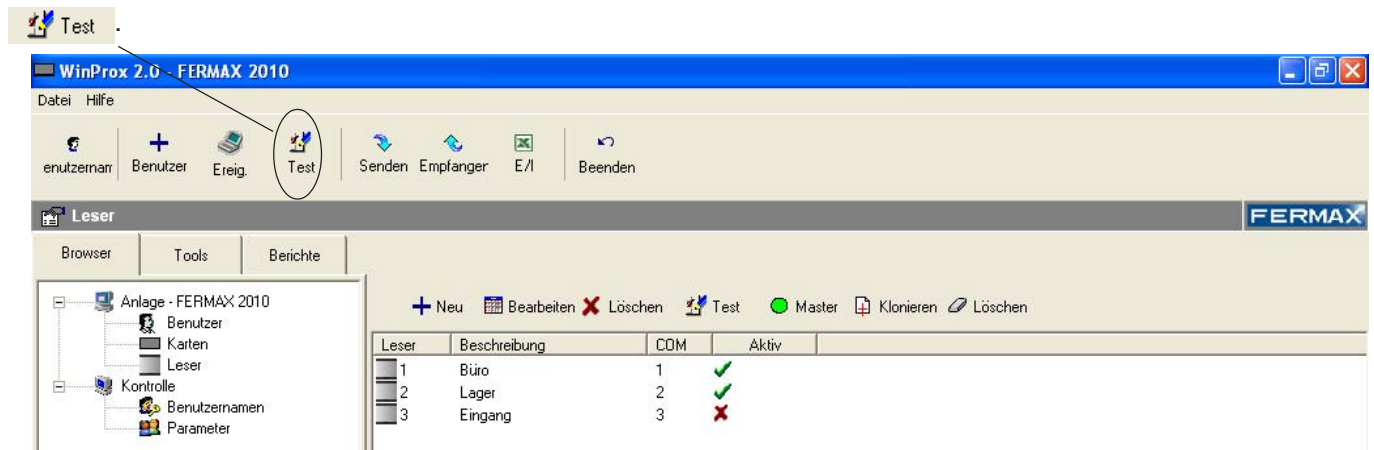 Test .
WinProx 2.0 - FERMAX 2010
Datei Hilfe
enutzernam Benutzer Ereig. Test Senden Empfanger E/I Beenden
Leser FERMAX
Browser Tools Berichte
Anlage - FERMAX 2010
Benutzer
Karten
Leser
Kontrolle
Benutzernamen
Parameter
Neu Bearbeiten Löschen Test Master Klonieren Löschen
Leser Beschreibung COM Aktiv
1 Büro 1
2 Lager 2
3 Eingang 3